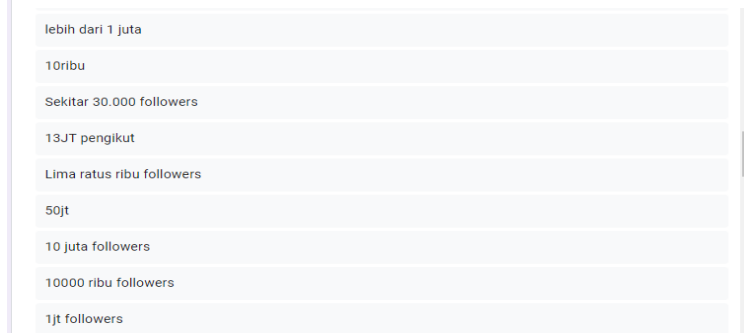 lebih dari 1 juta
10ribu
Sekitar 30.000 followers
13JT pengikut
Lima ratus ribu followers
50jt
10 juta followers
10000 ribu followers
1jt followers